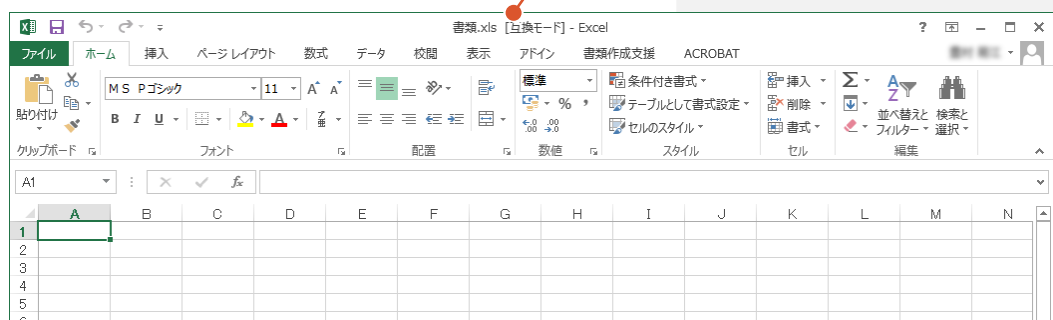 書類.xls [互換モード] - Excel
ファイル ホーム 挿入 ページ レイアウト 数式 データ 校閲 表示 アドイン 書類作成支援 ACROBAT
貼り付け
ＭＳ Ｐゴシック 11
B I U A
標準
% ,
条件付き書式
テーブルとして書式設定
セルのスタイル
挿入
削除
書式
並べ替えと
フィルター
検索と
選択
クリップボード フォント 配置 数値 スタイル セル 編集
A1 fx
A B C D E F G H I J K L M N
1
2
3
4
5